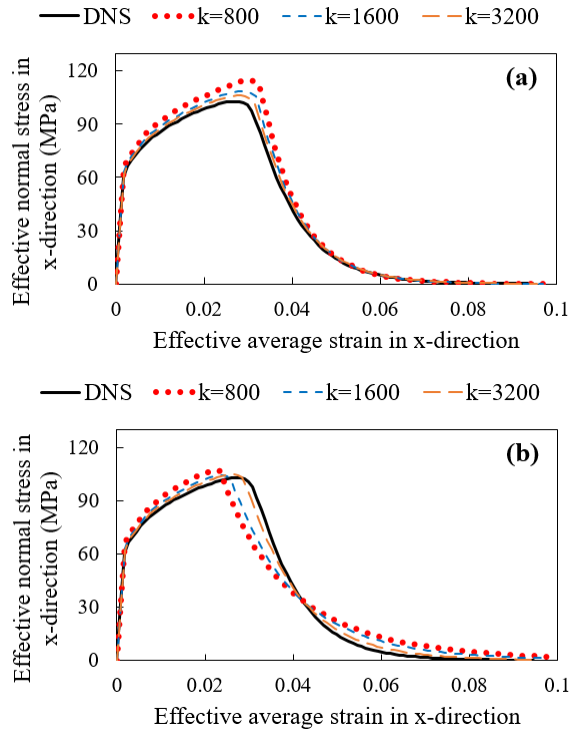 DNS k=800 k=1600 k=3200
(a)
120
90
60
30
0
0 0.02 0.04 0.06 0.08 0.1
Effective normal stress in
x-direction (MPa)
Effective average strain in x-direction
DNS k=800 k=1600 k=3200
(b)
120
90
60
30
0
0 0.02 0.04 0.06 0.08 0.1
Effective normal stress in
x-direction (MPa)
Effective average strain in x-direction